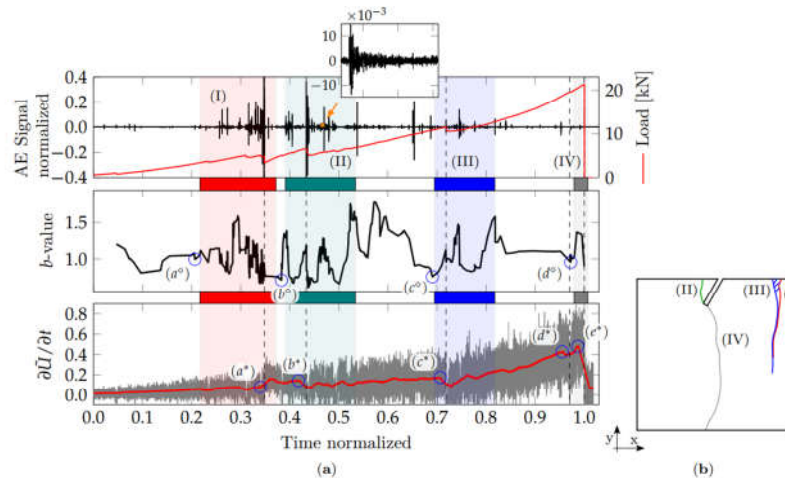 ×10⁻³
10
0
−10
0.4
0.2
0.0
−0.2
−0.4
AE Signal
normalized
(I)
(II)
(III)
(IV)
20
10
0
Load [kN]
1.5
1.0
b-value
(a°)
(b°)
(c°)
(d°)
0.8
0.6
0.4
0.2
0.0
∂Ū/∂t
(a*)
(b*)
(c*)
(d*)
(e*)
0.0 0.1 0.2 0.3 0.4 0.5 0.6 0.7 0.8 0.9 1.0
Time normalized
(a)
(II)
(III)
(IV)
y
x
(b)